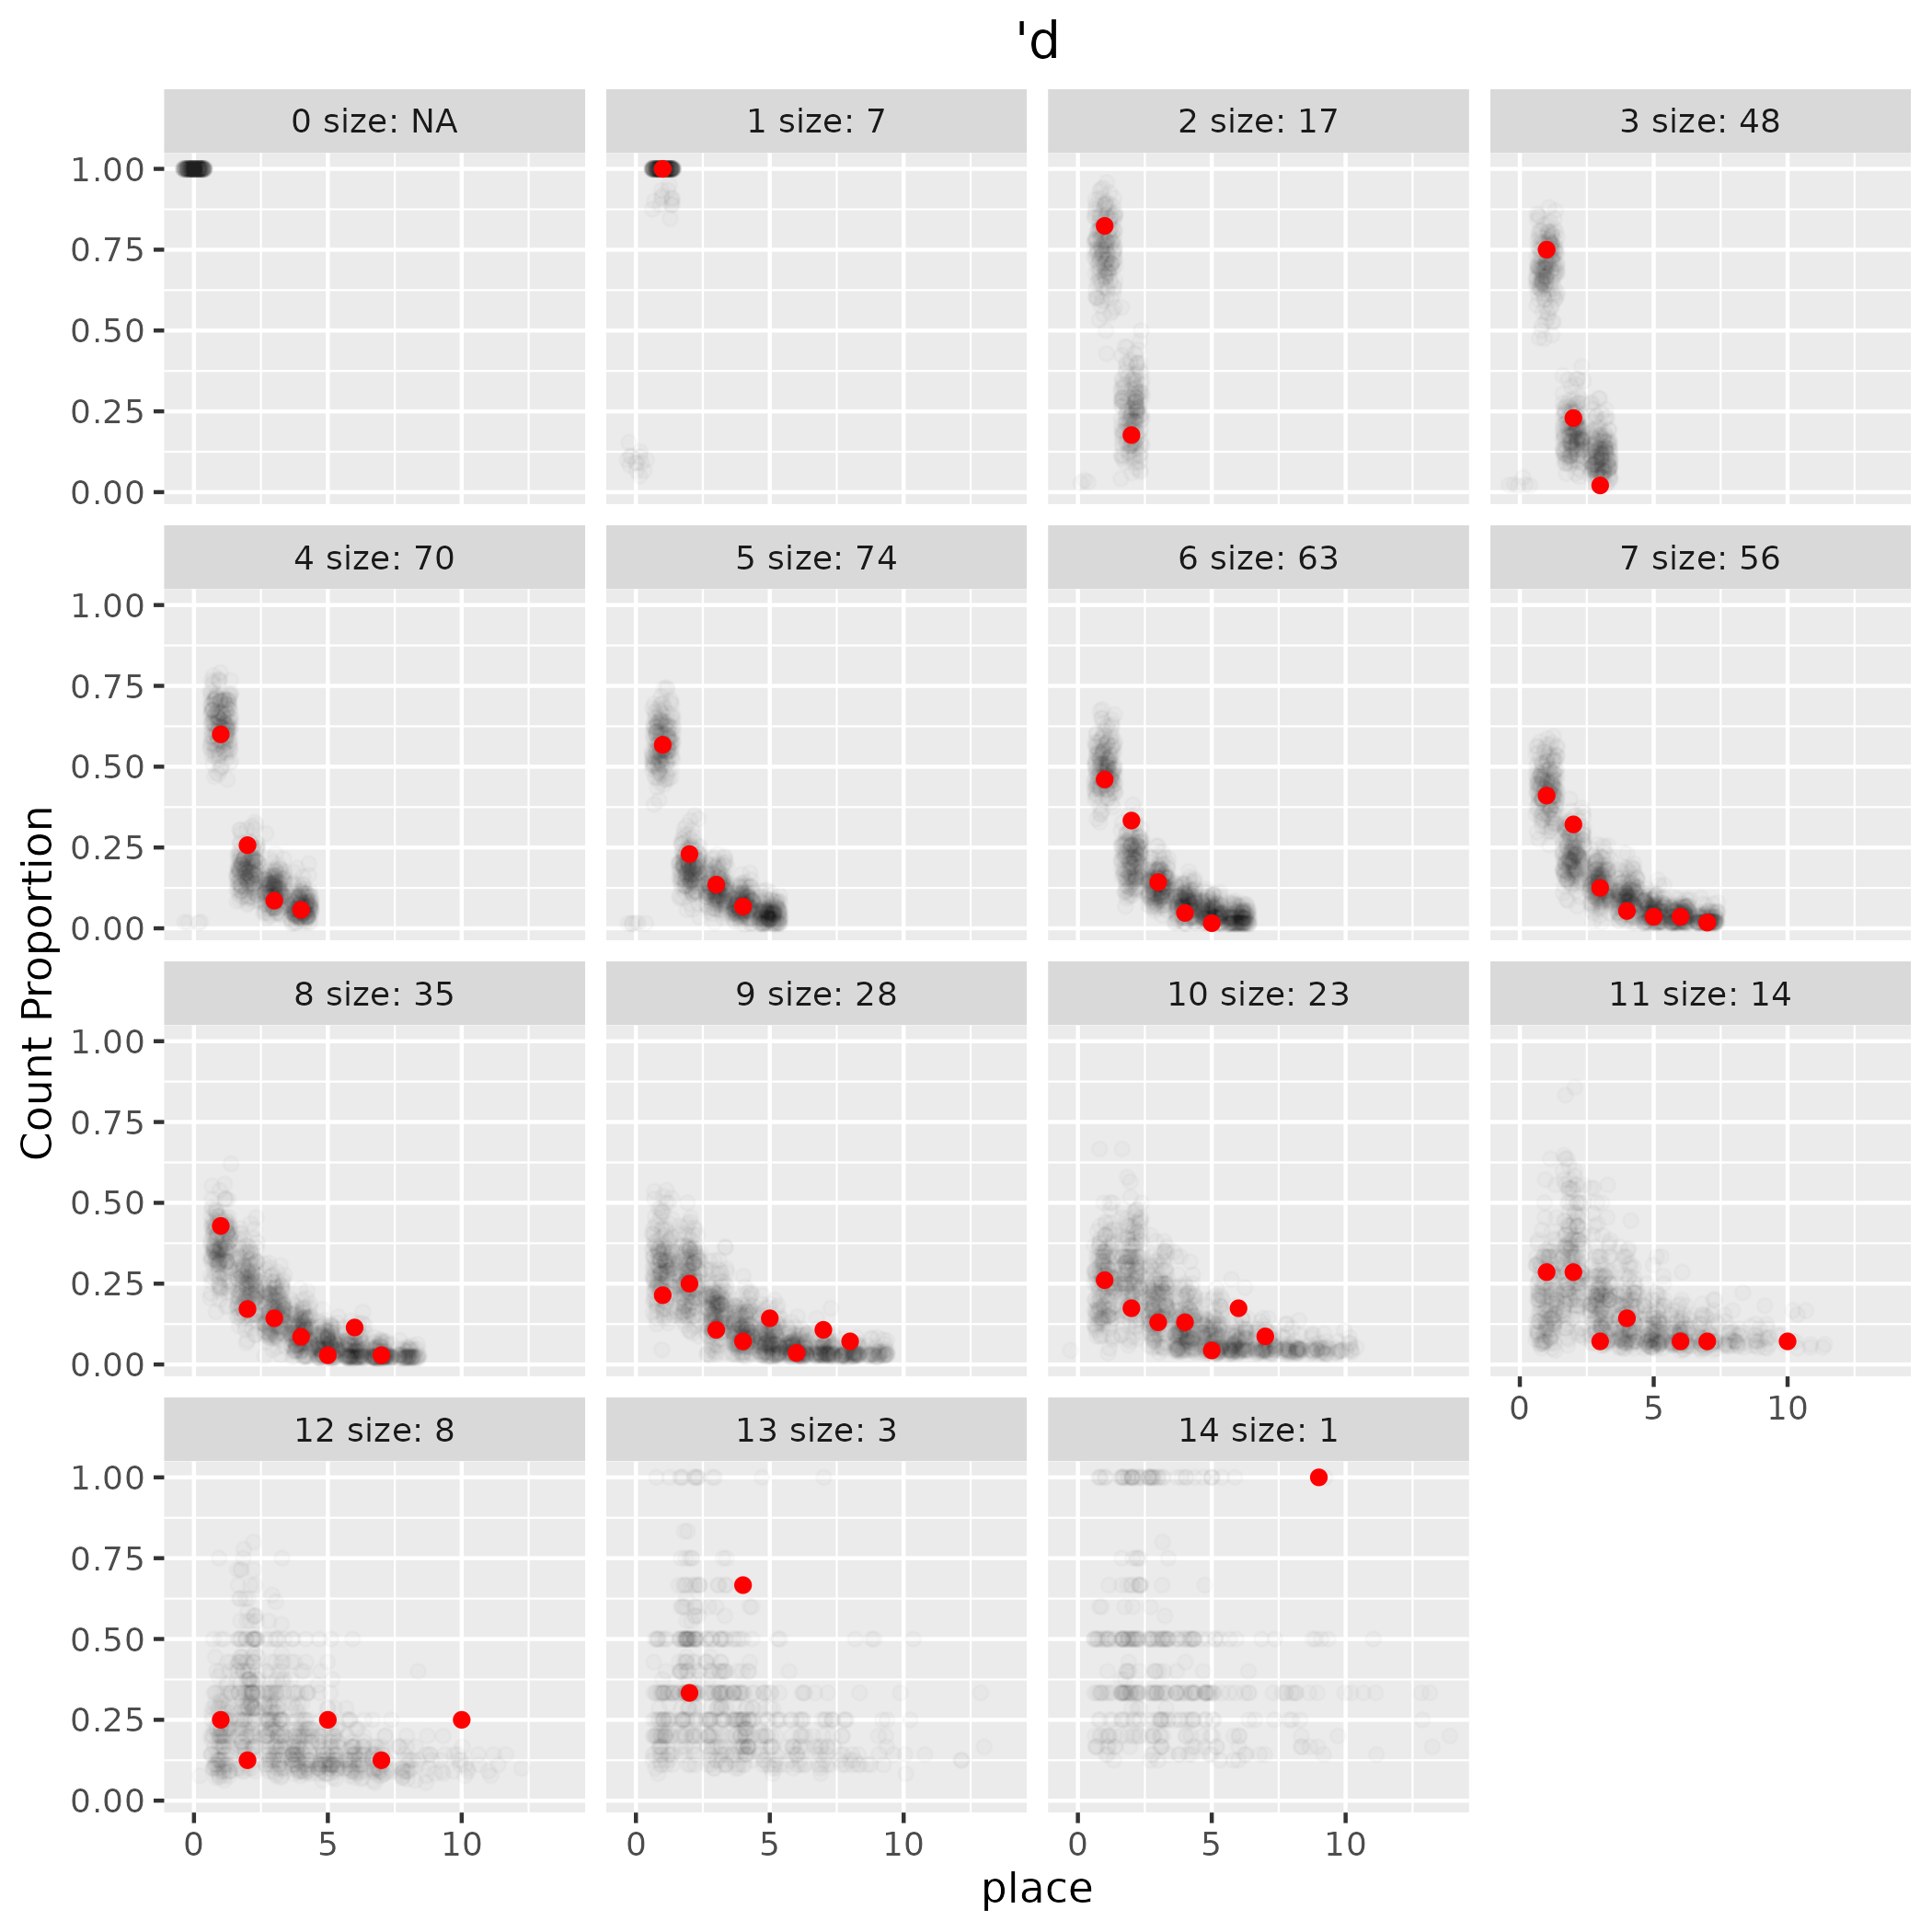 'd
0 size: NA
1 size: 7
2 size: 17
3 size: 48
1.00
0.75
0.50
0.25
0.00
4 size: 70
5 size: 74
6 size: 63
7 size: 56
1.00
0.75
0.50
0.25
0.00
8 size: 35
9 size: 28
10 size: 23
11 size: 14
1.00
0.75
0.50
0.25
0.00
0 5 10
12 size: 8
13 size: 3
14 size: 1
1.00
0.75
0.50
0.25
0.00
0 5 10
0 5 10
0 5 10
Count Proportion
place